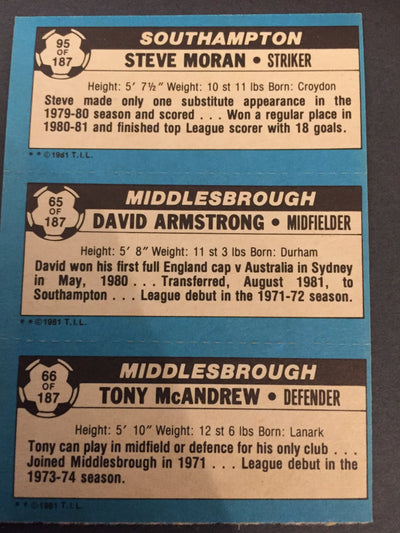 95
OF
187
SOUTHAMPTON
STEVE MORAN • STRIKER
Height: 5' 7½" Weight: 10 st 11 lbs Born: Croydon
Steve made only one substitute appearance in the
1979-80 season and scored . . . Won a regular place in
1980-81 and finished top League scorer with 18 goals.
* * © 1981 T.I.L.
65
OF
187
MIDDLESBROUGH
DAVID ARMSTRONG • MIDFIELDER
Height: 5' 8" Weight: 11 st 3 lbs Born: Durham
David won his first full England cap v Australia in Sydney
in May, 1980 . . . Transferred, August 1981, to
Southampton . . . League debut in the 1971-72 season.
* * © 1981 T.I.L.
66
OF
187
MIDDLESBROUGH
TONY McANDREW • DEFENDER
Height: 5' 10" Weight: 12 st 6 lbs Born: Lanark
Tony can play in midfield or defence for his only club . . .
Joined Middlesbrough in 1971 . . . League debut in the
1973-74 season.
* * © 1981 T.I.L.